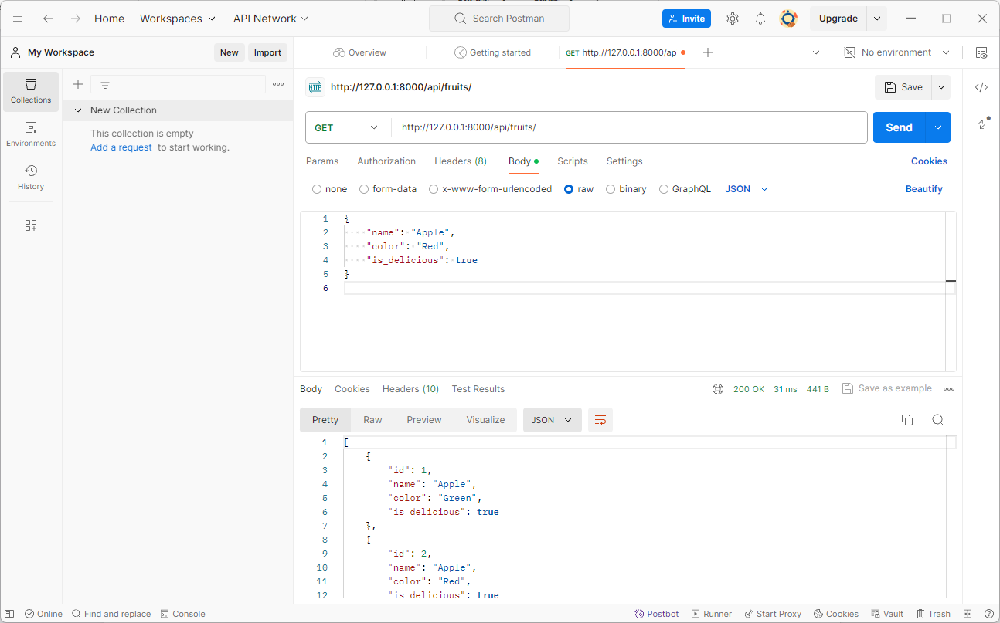 Home Workspaces API Network Search Postman Invite Upgrade
My Workspace New Import Overview Getting started GET http://127.0.0.1:8000/ap No environment
Collections
Environments
History
New Collection
This collection is empty
Add a request to start working.
HTTP http://127.0.0.1:8000/api/fruits/ Save
GET http://127.0.0.1:8000/api/fruits/ Send
Params Authorization Headers (8) Body Scripts Settings Cookies
none form-data x-www-form-urlencoded raw binary GraphQL JSON Beautify
1 {
2 "name": "Apple",
3 "color": "Red",
4 "is_delicious": true
5 }
6
Body Cookies Headers (10) Test Results 200 OK 31 ms 441 B Save as example
Pretty Raw Preview Visualize JSON
1 [
2 {
3 "id": 1,
4 "name": "Apple",
5 "color": "Green",
6 "is_delicious": true
7 },
8 {
9 "id": 2,
10 "name": "Apple",
11 "color": "Red",
12 "is_delicious": true
Online Find and replace Console Postbot Runner Start Proxy Cookies Vault Trash